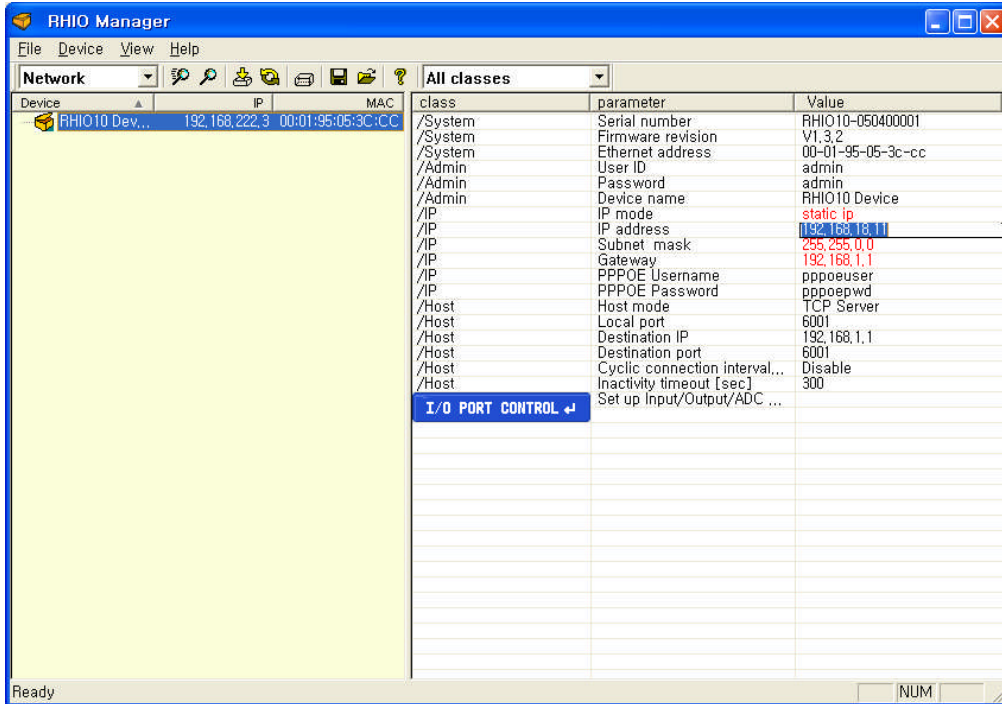 RHIO Manager
File Device View Help
Network All classes
Device IP MAC
RHIO10 Dev... 192,168,222,3 00:01:95:05:3C:CC
class parameter Value
/System Serial number RHIO10-050400001
/System Firmware revision V1,3,2
/System Ethernet address 00-01-95-05-3c-cc
/Admin User ID admin
/Admin Password admin
/Admin Device name RHIO10 Device
/IP IP mode static ip
/IP IP address 192,168,18,11
/IP Subnet mask 255,255,0,0
/IP Gateway 192,168,1,1
/IP PPPOE Username pppoeuser
/IP PPPOE Password pppoepwd
/Host Host mode TCP Server
/Host Local port 6001
/Host Destination IP 192,168,1,1
/Host Destination port 6001
/Host Cyclic connection interval,,, Disable
/Host Inactivity timeout [sec] 300
I/O PORT CONTROL ↵ Set up Input/Output/ADC ,,,
Ready NUM